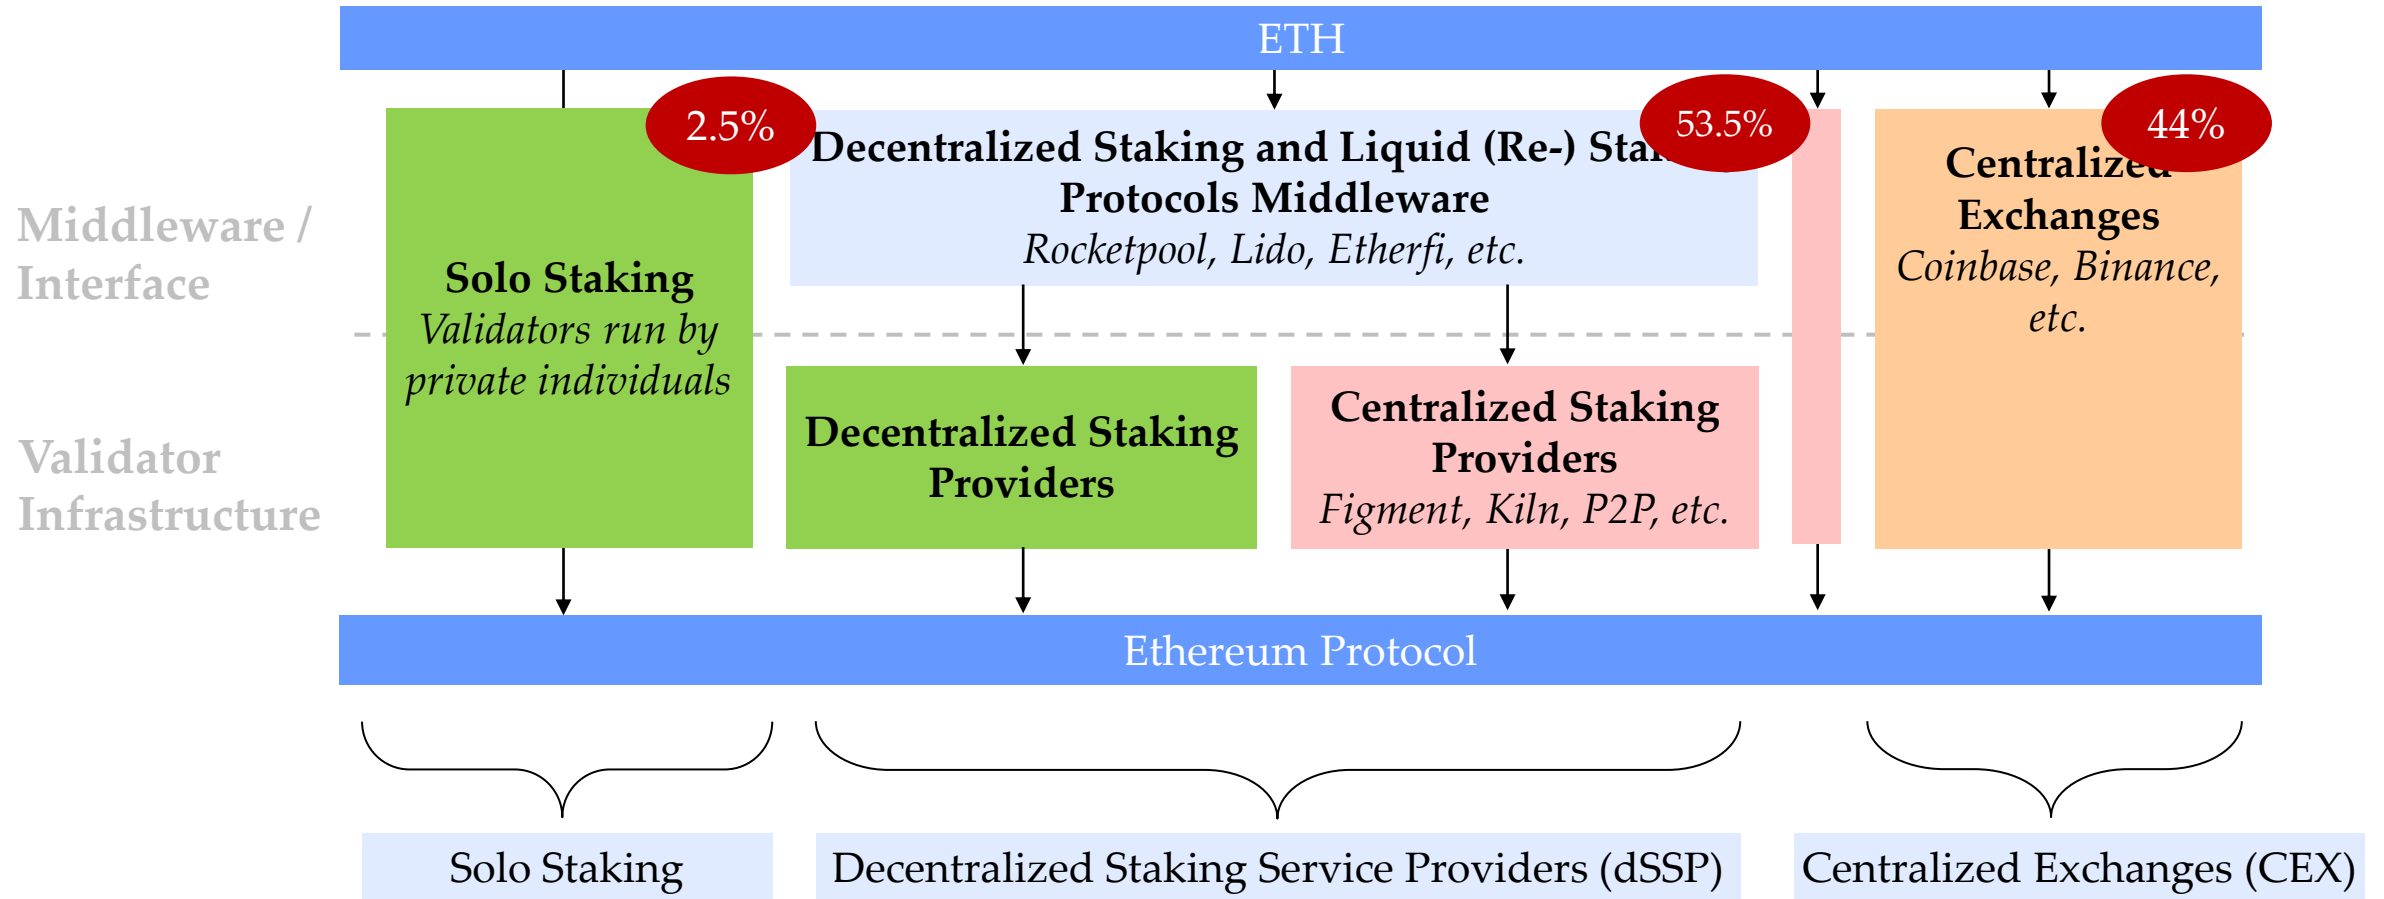 ETH
2.5%
53.5%
44%
Decentralized Staking and Liquid (Re-)
Protocols Middleware
Rocketpool, Lido, Etherfi, etc.
Centralized
Exchanges
Coinbase, Binance,
etc.
Middleware /
Interface
Solo Staking
Validators run by
private individuals
Validator
Infrastructure
Decentralized Staking
Providers
Centralized Staking
Providers
Figment, Kiln, P2P, etc.
Ethereum Protocol
Solo Staking
Decentralized Staking Service Providers (dSSP)
Centralized Exchanges (CEX)